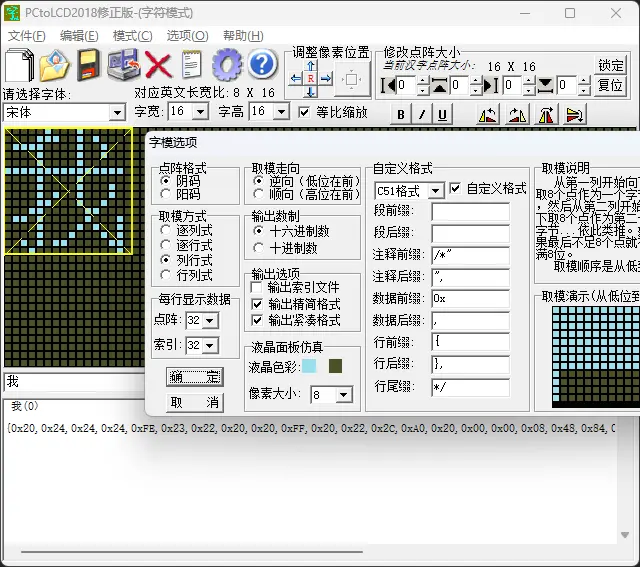 PCtoLCD2018修正版-(字符模式)
文件(F) 编辑(E) 模式(C) 选项(O) 帮助(H)
调整像素位置
修改点阵大小
当前汉字点阵大小: 16 X 16
锁定
R
0 0 0 0
复位
请选择字体:
对应英文长宽比: 8 X 16
宋体
字宽: 16 字高 16 等比缩放
B I U
字模选项
点阵格式
阴码
阳码
取模方式
逐列式
逐行式
列行式
行列式
每行显示数据
点阵: 32
索引: 32
确 定
取 消
取模走向
逆向(低位在前)
顺向(高位在前)
输出数制
十六进制数
十进制数
输出选项
输出索引文件
输出精简格式
输出紧凑格式
液晶面板仿真
液晶色彩:
像素大小: 8
自定义格式
C51格式 自定义格式
段前缀:
段后缀:
注释前缀: /*"
注释后缀: ",
数据前缀: 0x
数据后缀: ,
行前缀: {
行后缀: },
行尾缀: */
取模说明
从第一列开始向
取8个点作为一个字
,然后从第二列开始
下取8个点作为第二
字节...依此类推。
果最后不足8个点就
满8位。
取模顺序是从低
取模演示(从低位到
我
我(0)
{0x20, 0x24, 0x24, 0x24, 0xFE, 0x23, 0x22, 0x20, 0x20, 0xFF, 0x20, 0x22, 0x2C, 0xA0, 0x20, 0x00, 0x00, 0x08, 0x48, 0x84,